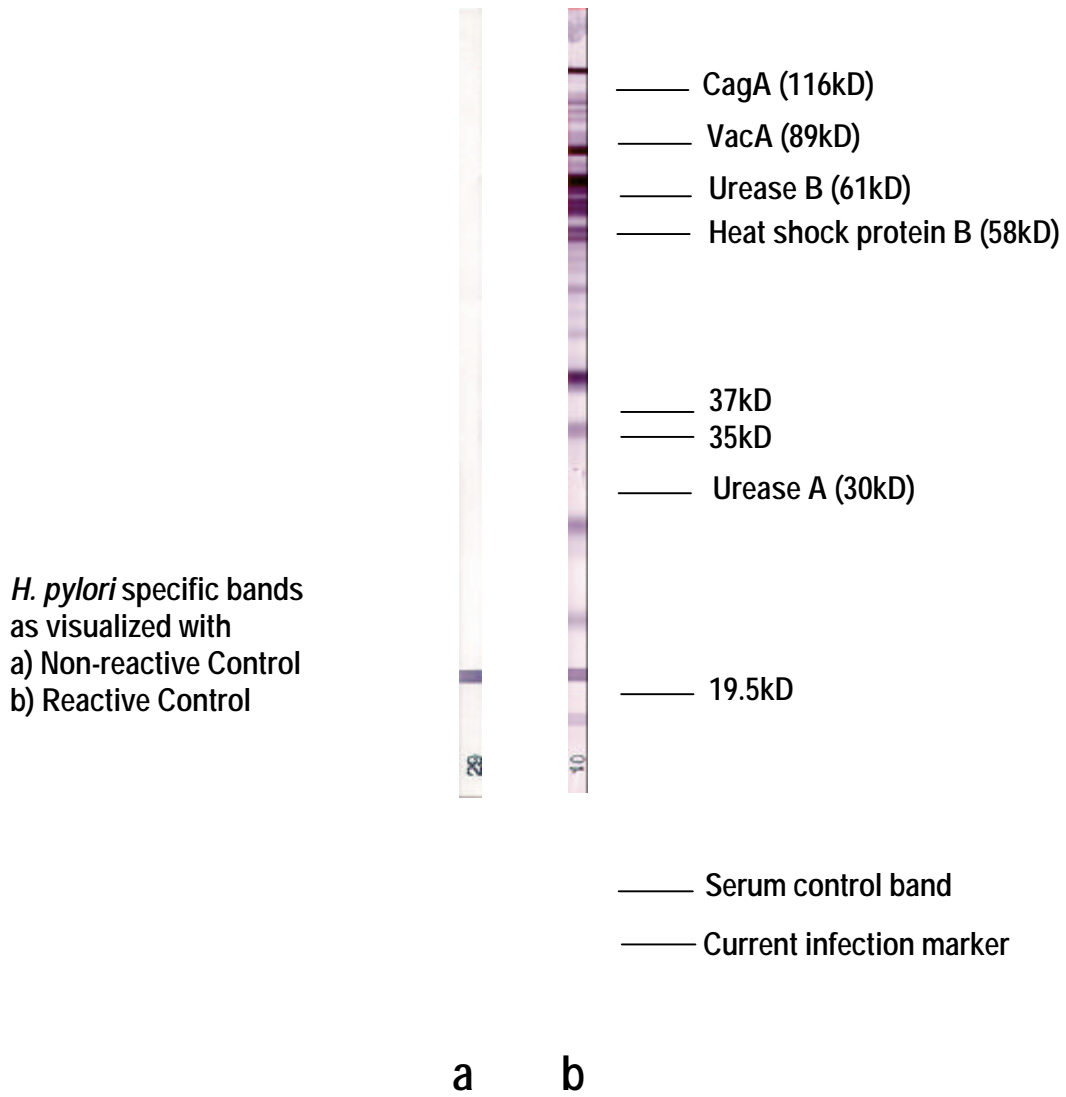 CagA (116kD)
VacA (89kD)
Urease B (61kD)
Heat shock protein B (58kD)
37kD
35kD
Urease A (30kD)
H. pylori specific bands
as visualized with
a) Non-reactive Control
b) Reactive Control
19.5kD
29
10
Serum control band
Current infection marker
a b